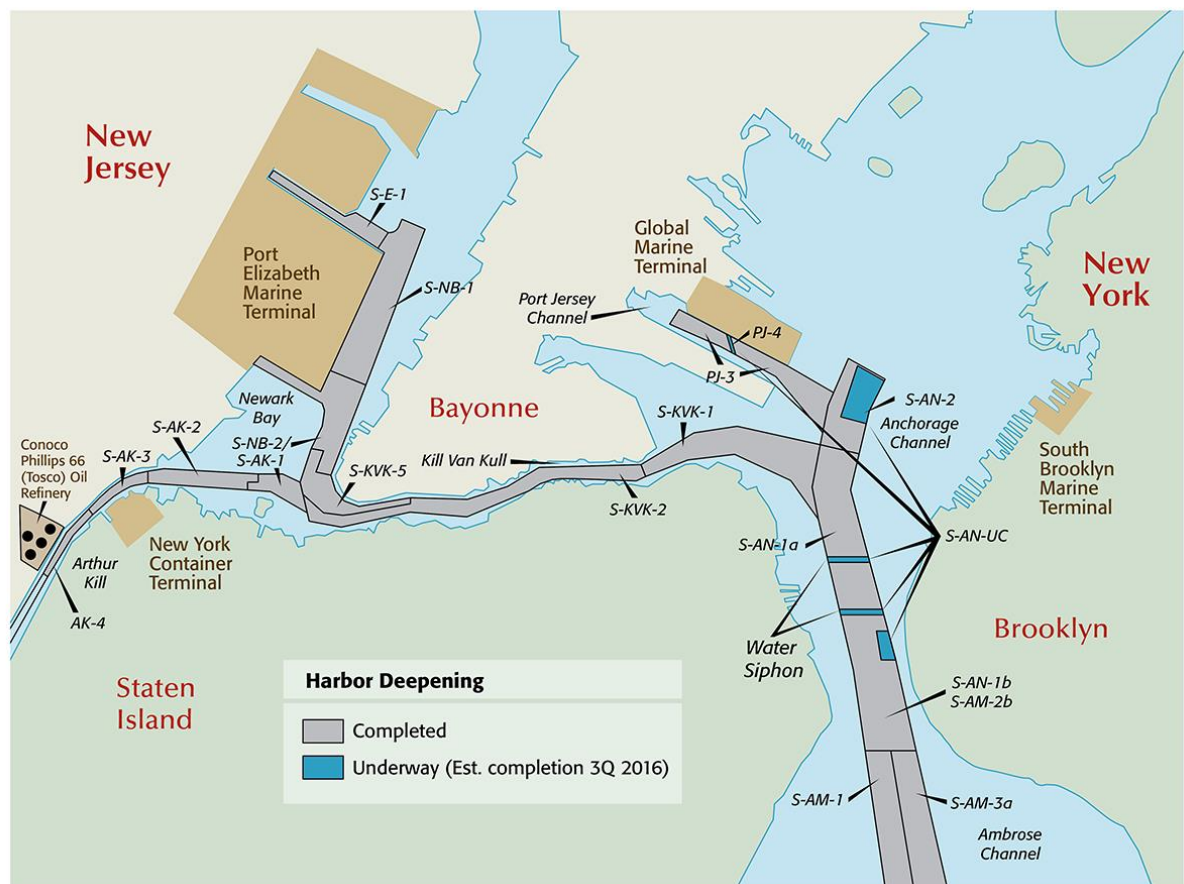 New
Jersey
S-E-1
Port
Elizabeth
Marine
Terminal
S-NB-1
Global
Marine
Terminal
Port Jersey
Channel
PJ-4
PJ-3
New
York
S-AN-2
Anchorage
Channel
South
Brooklyn
Marine
Terminal
Newark
Bay
Bayonne
S-KVK-1
Kill Van Kull
S-AK-2
S-NB-2/
S-AK-1
S-AK-3
S-KVK-5
S-KVK-2
Conoco
Phillips 66
(Tosco) Oil
Refinery
New York
Container
Terminal
Arthur
Kill
AK-4
S-AN-1a
S-AN-UC
Water
Siphon
Brooklyn
Staten
Island
S-AN-1b
S-AM-2b
S-AM-1
S-AM-3a
Ambrose
Channel
Harbor Deepening
Completed
Underway (Est. completion 3Q 2016)